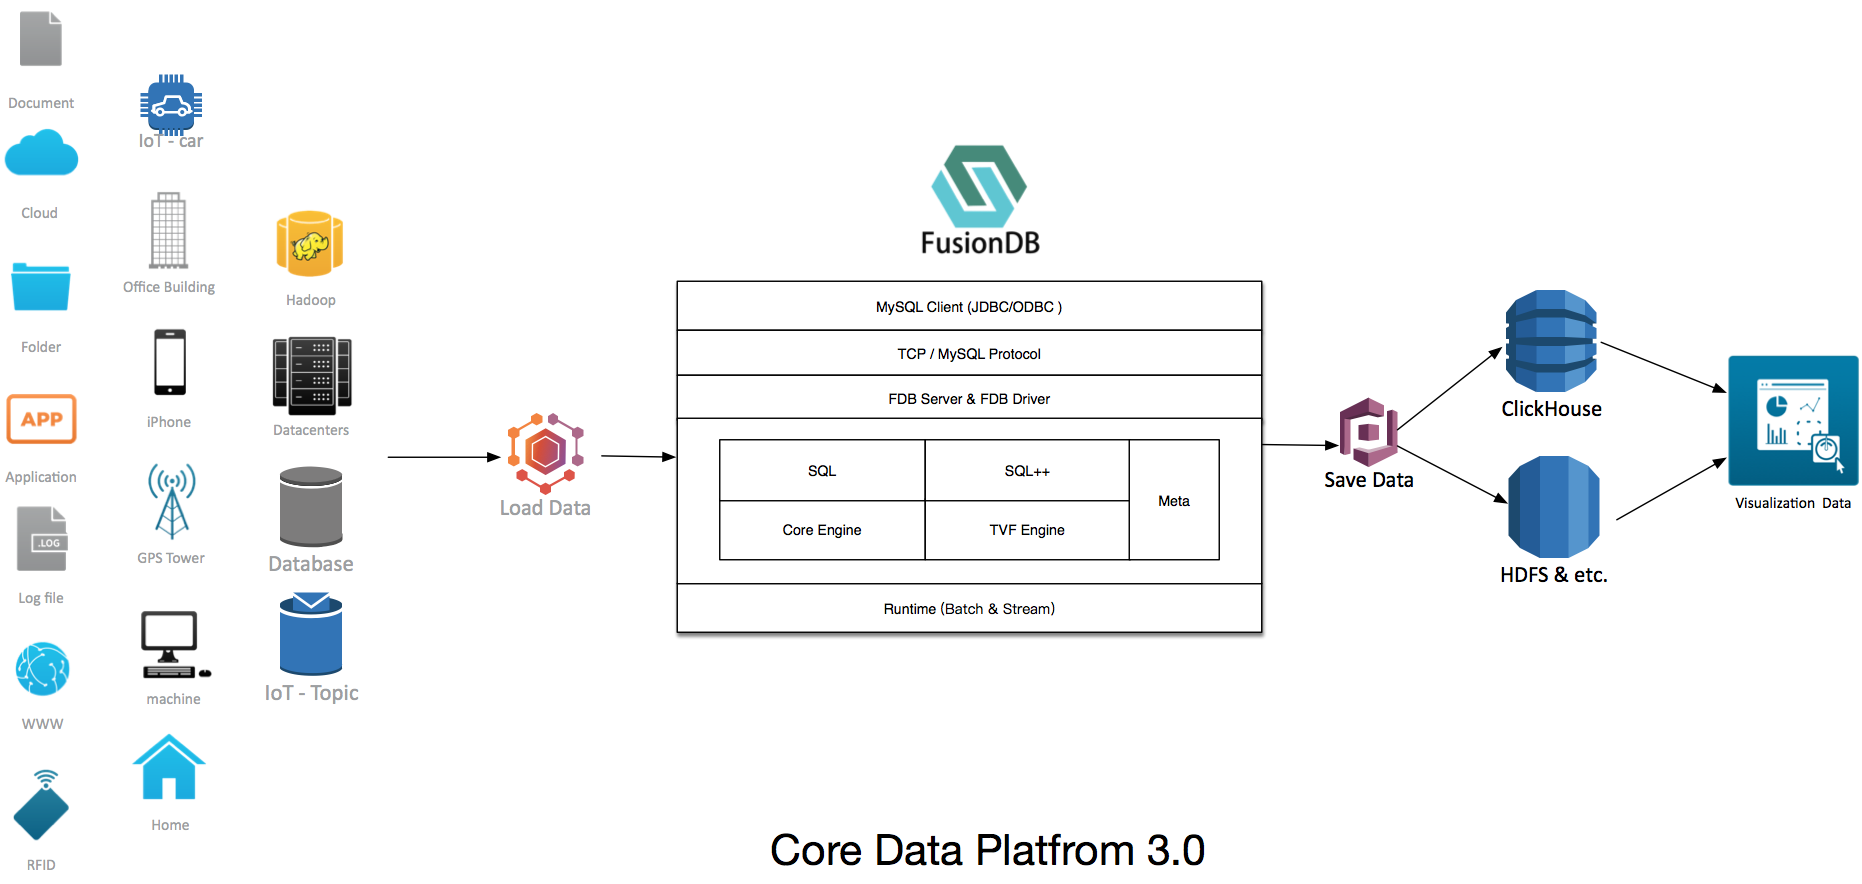 Document
Cloud
Folder
APP
Application
.LOG
Log file
WWW
RFID
IoT - car
Office Building
iPhone
GPS Tower
machine
Home
Hadoop
Datacenters
Database
IoT - Topic
Load Data
FusionDB
MySQL Client (JDBC/ODBC )
TCP / MySQL Protocol
FDB Server & FDB Driver
SQL
SQL++
Meta
Core Engine
TVF Engine
Runtime (Batch & Stream)
Save Data
ClickHouse
HDFS & etc.
Visualization Data
Core Data Platfrom 3.0